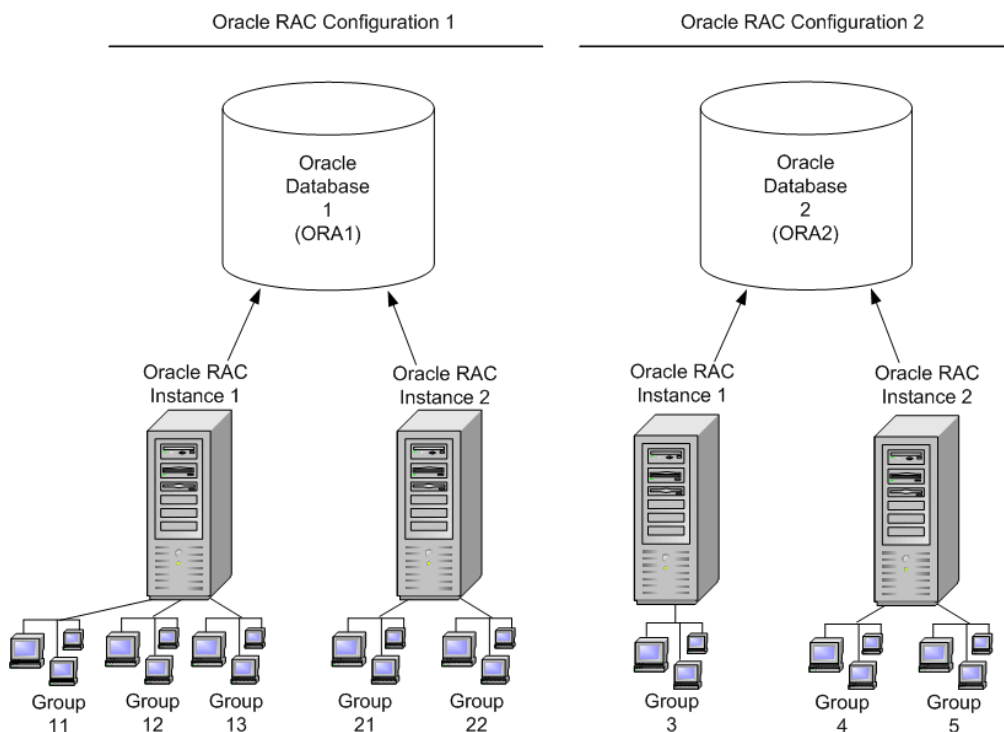 Oracle RAC Configuration 1
Oracle RAC Configuration 2
Oracle
Database
1
(ORA1)
Oracle
Database
2
(ORA2)
Oracle RAC
Instance 1
Oracle RAC
Instance 2
Oracle RAC
Instance 1
Oracle RAC
Instance 2
Group
11
Group
12
Group
13
Group
21
Group
22
Group
3
Group
4
Group
5